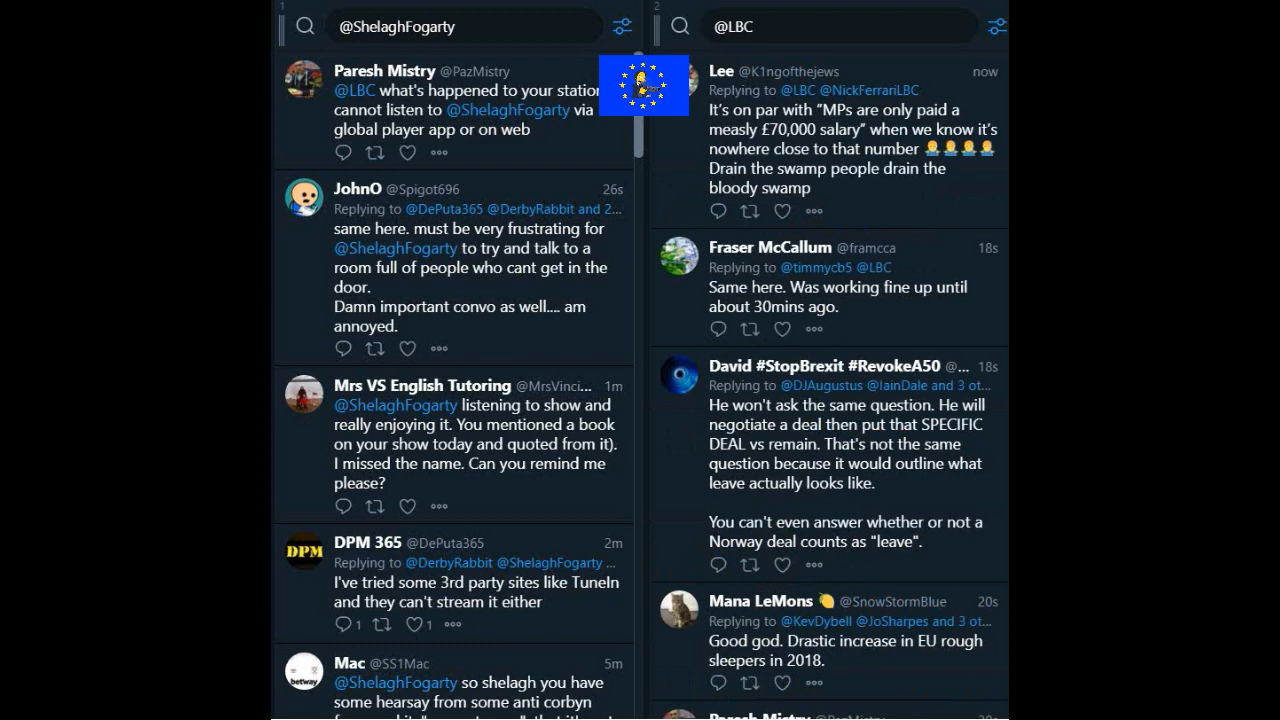 1
@ShelaghFogarty
Paresh Mistry @PazMistry
@LBC what's happened to your station
cannot listen to @ShelaghFogarty via
global player app or on web
JohnO @Spigot696 26s
Replying to @DePuta365 @DerbyRabbit and 2...
same here. must be very frustrating for
@ShelaghFogarty to try and talk to a
room full of people who cant get in the
door.
Damn important convo as well.... am
annoyed.
Mrs VS English Tutoring @MrsVinci... 1m
@ShelaghFogarty listening to show and
really enjoying it. You mentioned a book
on your show today and quoted from it).
I missed the name. Can you remind me
please?
DPM
DPM 365 @DePuta365 2m
Replying to @DerbyRabbit @ShelaghFogarty ...
I've tried some 3rd party sites like TuneIn
and they can't stream it either
1 1
betway
Mac @SS1Mac 5m
@ShelaghFogarty so shelagh you have
some hearsay from some anti corbyn
2
@LBC
Lee @K1ngofthejews now
Replying to @LBC @NickFerrariLBC
It's on par with "MPs are only paid a
measly £70,000 salary" when we know it's
nowhere close to that number
Drain the swamp people drain the
bloody swamp
Fraser McCallum @framcca 18s
Replying to @timmycb5 @LBC
Same here. Was working fine up until
about 30mins ago.
David #StopBrexit #RevokeA50 @... 18s
Replying to @DJAugustus @IainDale and 3 ot...
He won't ask the same question. He will
negotiate a deal then put that SPECIFIC
DEAL vs remain. That's not the same
question because it would outline what
leave actually looks like.
You can't even answer whether or not a
Norway deal counts as "leave".
Mana LeMons 🍋 @SnowStormBlue 20s
Replying to @KevDybell @JoSharpes and 3 ot...
Good god. Drastic increase in EU rough
sleepers in 2018.
Paresh Mistry @PazMistry